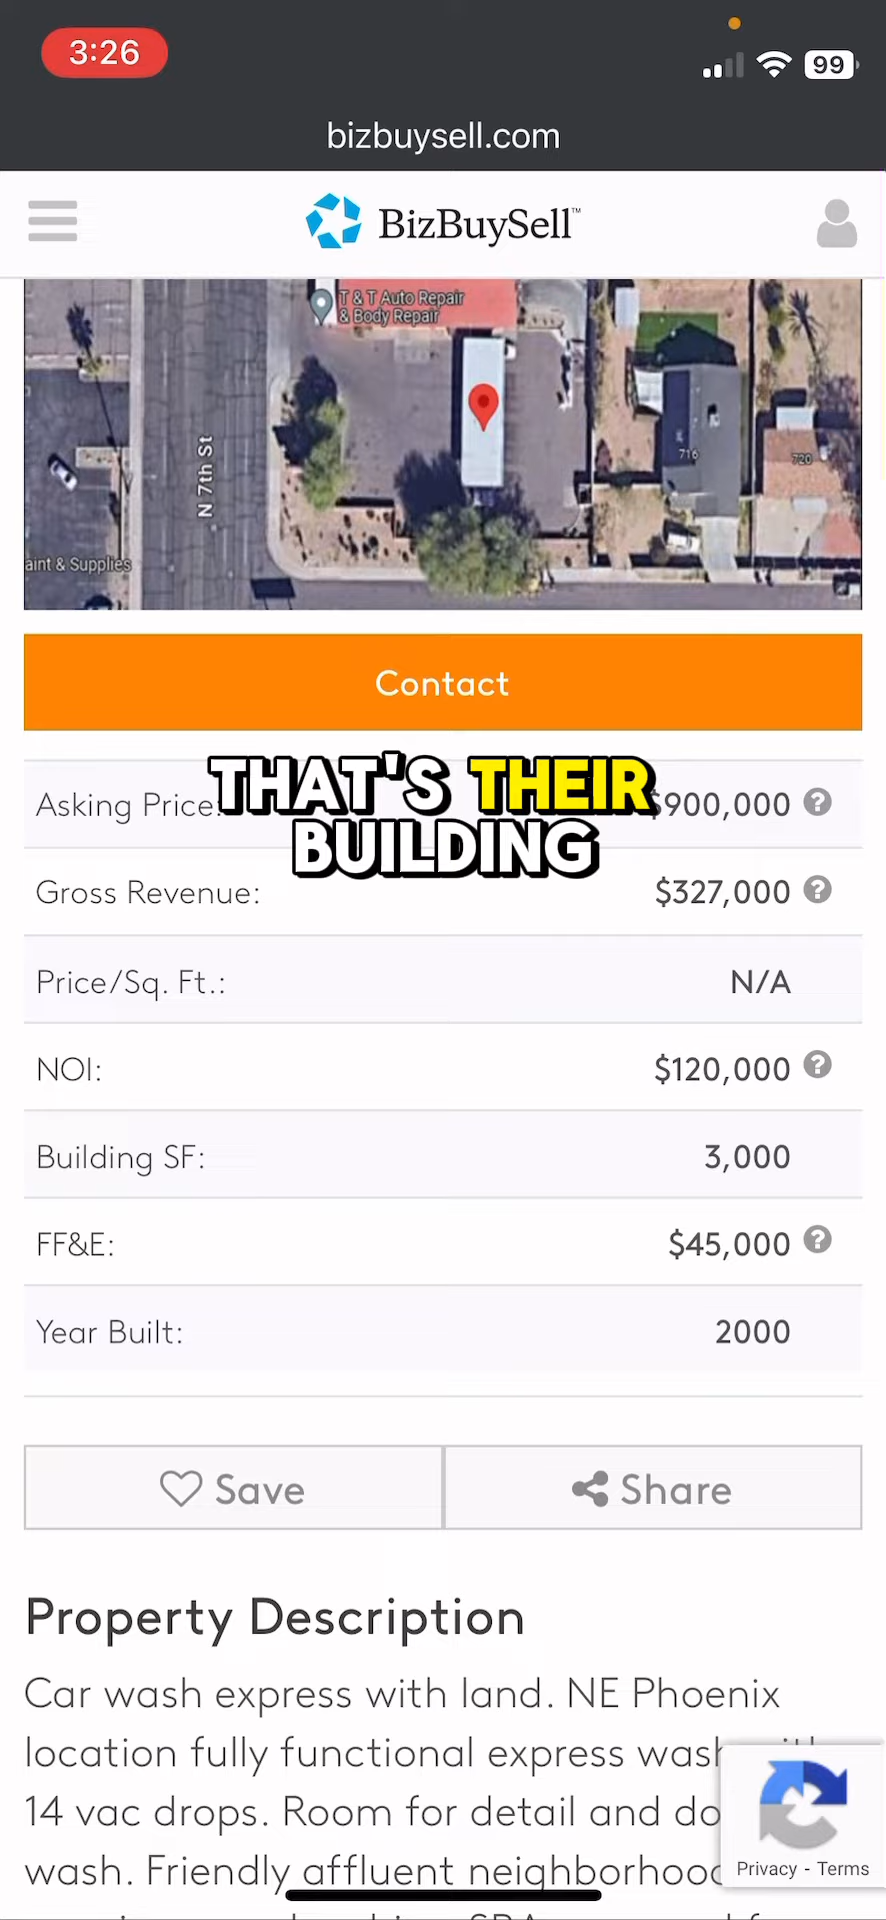 3:26
99
bizbuysell.com
BizBuySell™
T & T Auto Repair
& Body Repair
N 7th St
716
720
aint & Supplies
Contact
THAT'S THEIR
BUILDING
Asking Price: $900,000 ?
Gross Revenue: $327,000 ?
Price/Sq. Ft.: N/A
NOI: $120,000 ?
Building SF: 3,000
FF&E: $45,000 ?
Year Built: 2000
Save Share
Property Description
Car wash express with land. NE Phoenix
location fully functional express wash
14 vac drops. Room for detail and do
wash. Friendly affluent neighborhood
Privacy - Terms